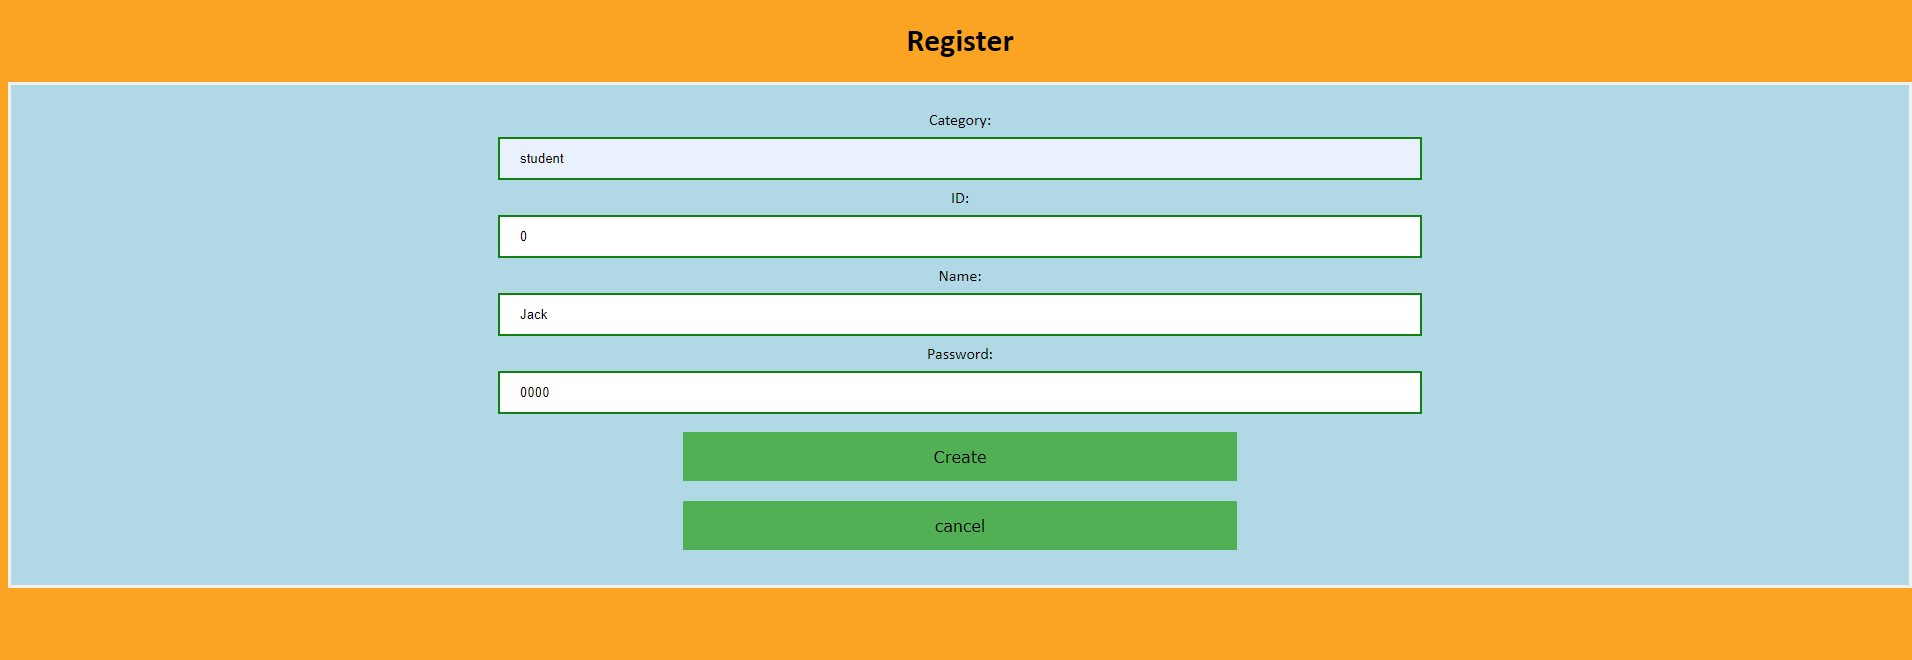 Register
Category:
student
ID:
0
Name:
Jack
Password:
0000
Create
cancel